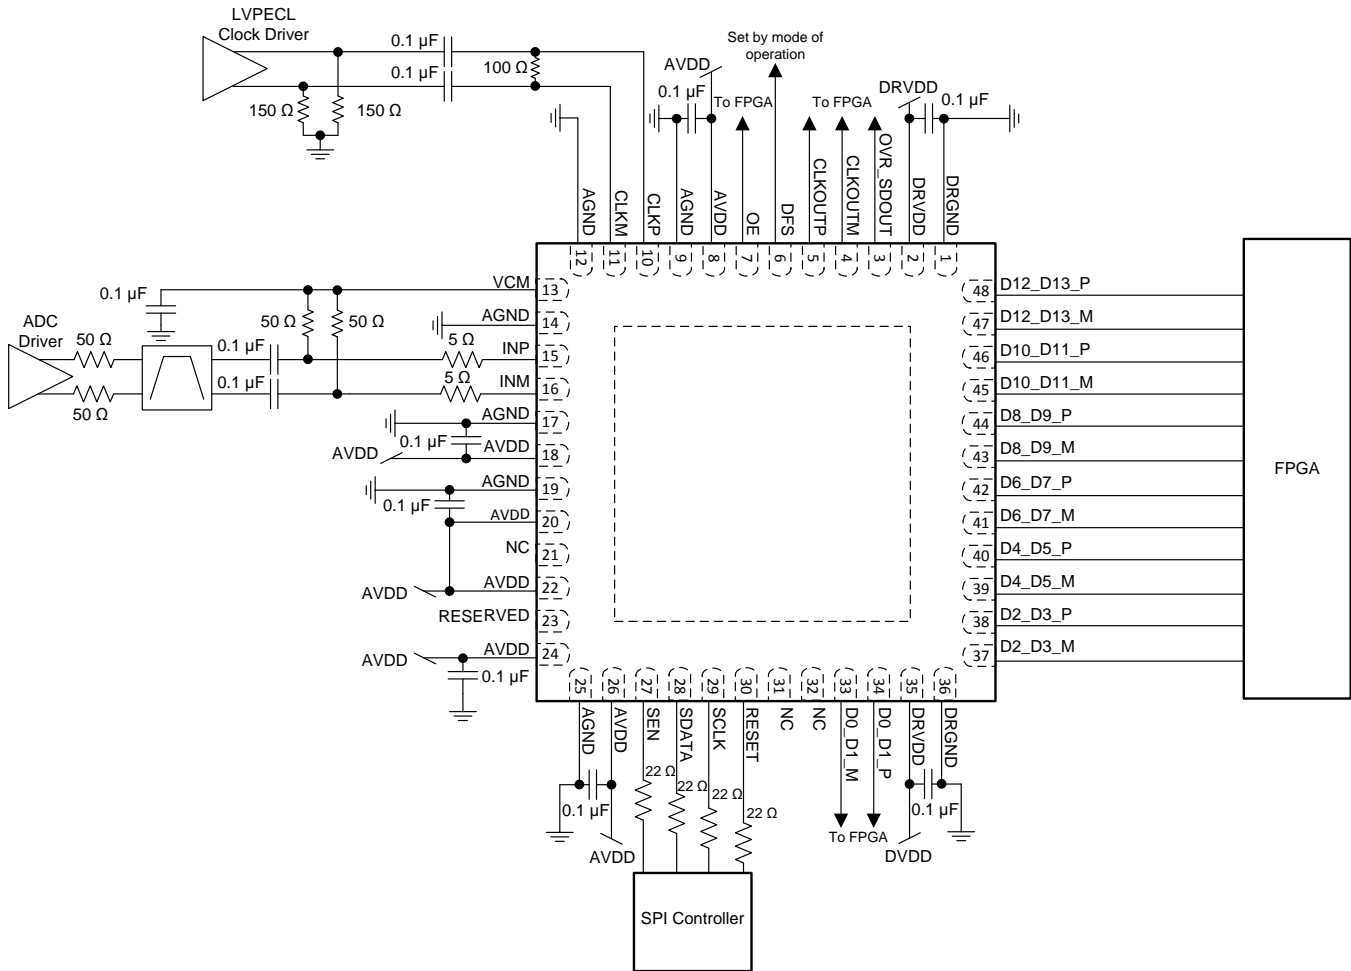 LVPECL
Clock Driver
0.1 µF
0.1 µF
100 Ω
150 Ω
150 Ω
Set by mode of
operation
AVDD
0.1 µF
To FPGA
To FPGA
DRVDD
0.1 µF
AGND
CLKM
CLKP
AGND
AVDD
OE
DFS
CLKOUTP
CLKOUTM
OVR_SDOUT
DRVDD
DRGND
12
11
10
9
8
7
6
5
4
3
2
1
0.1 µF
ADC
Driver
50 Ω
50 Ω
0.1 µF
0.1 µF
50 Ω
50 Ω
5 Ω
5 Ω
VCM
13
AGND
14
INP
15
INM
16
AGND
17
0.1 µF
AVDD
AVDD
18
AGND
19
0.1 µF
AVDD
20
NC
21
AVDD
AVDD
22
RESERVED
23
AVDD
AVDD
24
0.1 µF
48
D12_D13_P
47
D12_D13_M
46
D10_D11_P
45
D10_D11_M
44
D8_D9_P
43
D8_D9_M
42
D6_D7_P
41
D6_D7_M
40
D4_D5_P
39
D4_D5_M
38
D2_D3_P
37
D2_D3_M
FPGA
25
26
27
28
29
30
31
32
33
34
35
36
AGND
AVDD
SEN
SDATA
SCLK
RESET
NC
NC
D0_D1_M
D0_D1_P
DRVDD
DRGND
0.1 µF
AVDD
22 Ω
22 Ω
22 Ω
22 Ω
To FPGA
0.1 µF
DVDD
SPI Controller